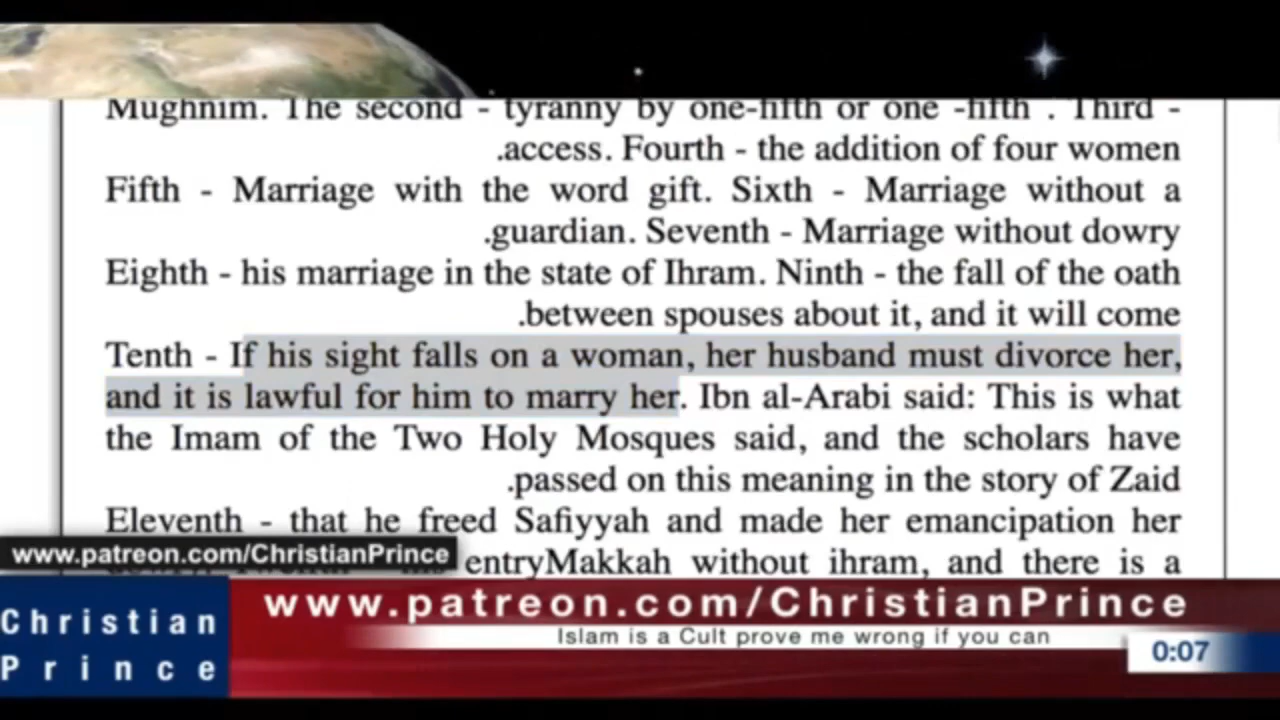 Mughnim. The second - tyranny by one-fifth or one -fifth . Third -
.access. Fourth - the addition of four women
Fifth - Marriage with the word gift. Sixth - Marriage without a
.guardian. Seventh - Marriage without dowry
Eighth - his marriage in the state of Ihram. Ninth - the fall of the oath
.between spouses about it, and it will come
Tenth - If his sight falls on a woman, her husband must divorce her,
and it is lawful for him to marry her. Ibn al-Arabi said: This is what
the Imam of the Two Holy Mosques said, and the scholars have
.passed on this meaning in the story of Zaid
Eleventh - that he freed Safiyyah and made her emancipation her
entryMakkah without ihram, and there is a
www.patreon.com/ChristianPrince
www.patreon.com/ChristianPrince
Islam is a Cult prove me wrong if you can
Christian
Prince
0:07